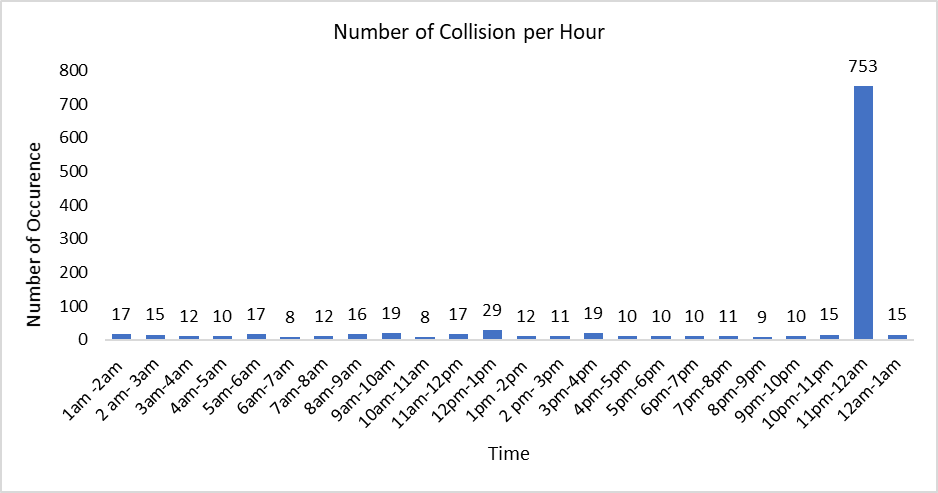 Number of Collision per Hour
Number of Occurence
800
700
600
500
400
300
200
100
0
17 15 12 10 17 8 12 16 19 8 17 29 12 11 19 10 10 10 11 9 10 15 753 15
1am -2am
2 am- 3am
3am-4am
4am-5am
5am-6am
6am-7am
7am-8am
8am-9am
9am-10am
10am-11am
11am-12pm
12pm-1pm
1pm -2pm
2 pm- 3pm
3pm-4pm
4pm-5pm
5pm-6pm
6pm-7pm
7pm-8pm
8pm-9pm
9pm-10pm
10pm-11pm
11pm-12am
12am-1am
Time